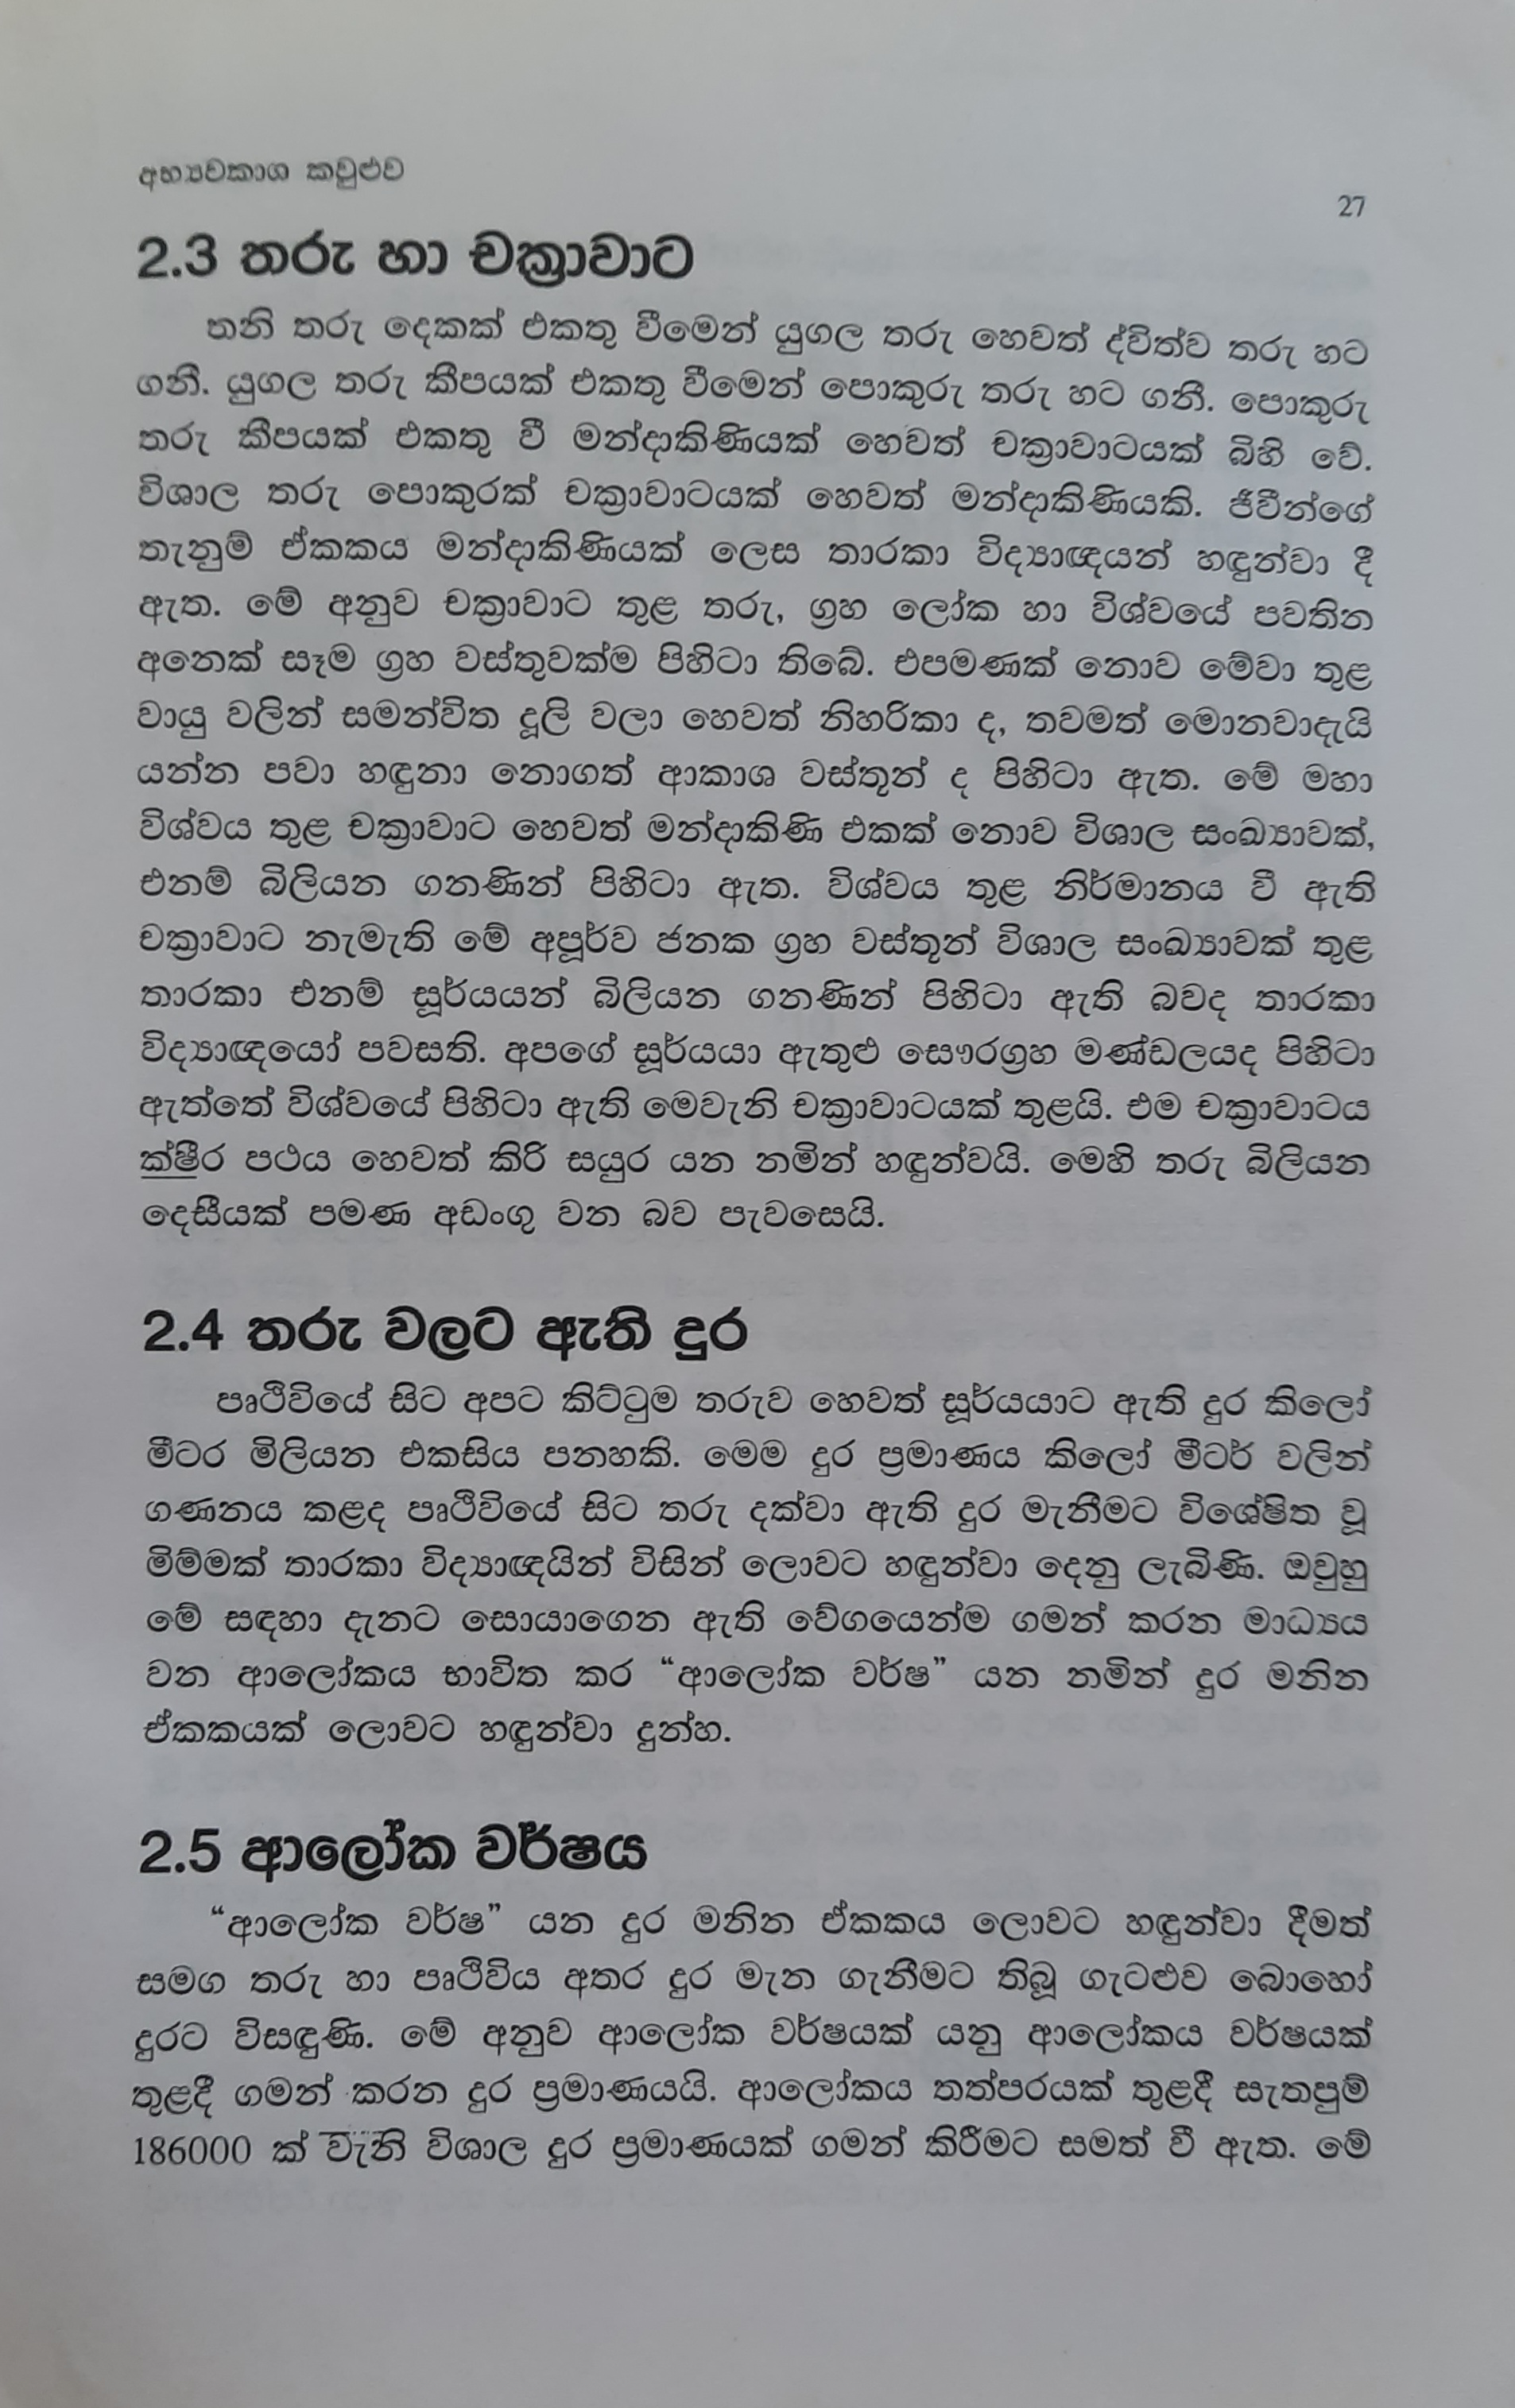 අභ්‍යවකාශ කවුළුව
27
2.3 තරු හා චක්‍රාවාට
තනි තරු දෙකක් එකතු වීමෙන් යුගල තරු හෙවත් ද්විත්ව තරු හට
ගනී. යුගල තරු කීපයක් එකතු වීමෙන් පොකුරු තරු හට ගනී. පොකුරු
තරු කීපයක් එකතු වී මන්දාකිණියක් හෙවත් චක්‍රාවාටයක් බිහි වේ.
විශාල තරු පොකුරක් චක්‍රාවාටයක් හෙවත් මන්දාකිණියකි. ජීවීන්ගේ
තැනුම් ඒකකය මන්දාකිණියක් ලෙස තාරකා විද්‍යාඥයන් හඳුන්වා දී
ඇත. මේ අනුව චක්‍රාවාට තුළ තරු, ග්‍රහ ලෝක හා විශ්වයේ පවතින
අනෙක් සෑම ග්‍රහ වස්තුවක්ම පිහිටා තිබේ. එපමණක් නොව මේවා තුළ
වායු වලින් සමන්විත දූලි වලා හෙවත් නිහරිකා ද, තවමත් මොනවාදැයි
යන්න පවා හඳුනා නොගත් ආකාශ වස්තූන් ද පිහිටා ඇත. මේ මහා
විශ්වය තුළ චක්‍රාවාට හෙවත් මන්දාකිණි එකක් නොව විශාල සංඛ්‍යාවක්,
එනම් බිලියන ගනණින් පිහිටා ඇත. විශ්වය තුළ නිර්මානය වී ඇති
චක්‍රාවාට නැමැති මේ අපූර්ව ජනක ග්‍රහ වස්තූන් විශාල සංඛ්‍යාවක් තුළ
තාරකා එනම් සූර්යයන් බිලියන ගනණින් පිහිටා ඇති බවද තාරකා
විද්‍යාඥයෝ පවසති. අපගේ සූර්යයා ඇතුළු සෞරග්‍රහ මණ්ඩලයද පිහිටා
ඇත්තේ විශ්වයේ පිහිටා ඇති මෙවැනි චක්‍රාවාටයක් තුළයි. එම චක්‍රාවාටය
ක්ෂීර පථය හෙවත් කිරි සයුර යන නමින් හඳුන්වයි. මෙහි තරු බිලියන
දෙසීයක් පමණ අඩංගු වන බව පැවසෙයි.
2.4 තරු වලට ඇති දුර
පෘථිවියේ සිට අපට කිට්ටුම තරුව හෙවත් සූර්යයාට ඇති දුර කිලෝ
මීටර මිලියන එකසිය පනහකි. මෙම දුර ප්‍රමාණය කිලෝ මීටර් වලින්
ගණනය කළද පෘථිවියේ සිට තරු දක්වා ඇති දුර මැනීමට විශේෂිත වූ
මිම්මක් තාරකා විද්‍යාඥයින් විසින් ලොවට හඳුන්වා දෙනු ලැබිණි. ඔවුහු
මේ සඳහා දැනට සොයාගෙන ඇති වේගයෙන්ම ගමන් කරන මාධ්‍යය
වන ආලෝකය භාවිත කර “ආලෝක වර්ෂ” යන නමින් දුර මනින
ඒකකයක් ලොවට හඳුන්වා දුන්හ.
2.5 ආලෝක වර්ෂය
“ආලෝක වර්ෂ” යන දුර මනින ඒකකය ලොවට හඳුන්වා දීමත්
සමග තරු හා පෘථිවිය අතර දුර මැන ගැනීමට තිබූ ගැටළුව බොහෝ
දුරට විසඳුණි. මේ අනුව ආලෝක වර්ෂයක් යනු ආලෝකය වර්ෂයක්
තුළදී ගමන් කරන දුර ප්‍රමාණයයි. ආලෝකය තත්පරයක් තුළදී සැතපුම්
186000 ක් වැනි විශාල දුර ප්‍රමාණයක් ගමන් කිරීමට සමත් වී ඇත. මේ